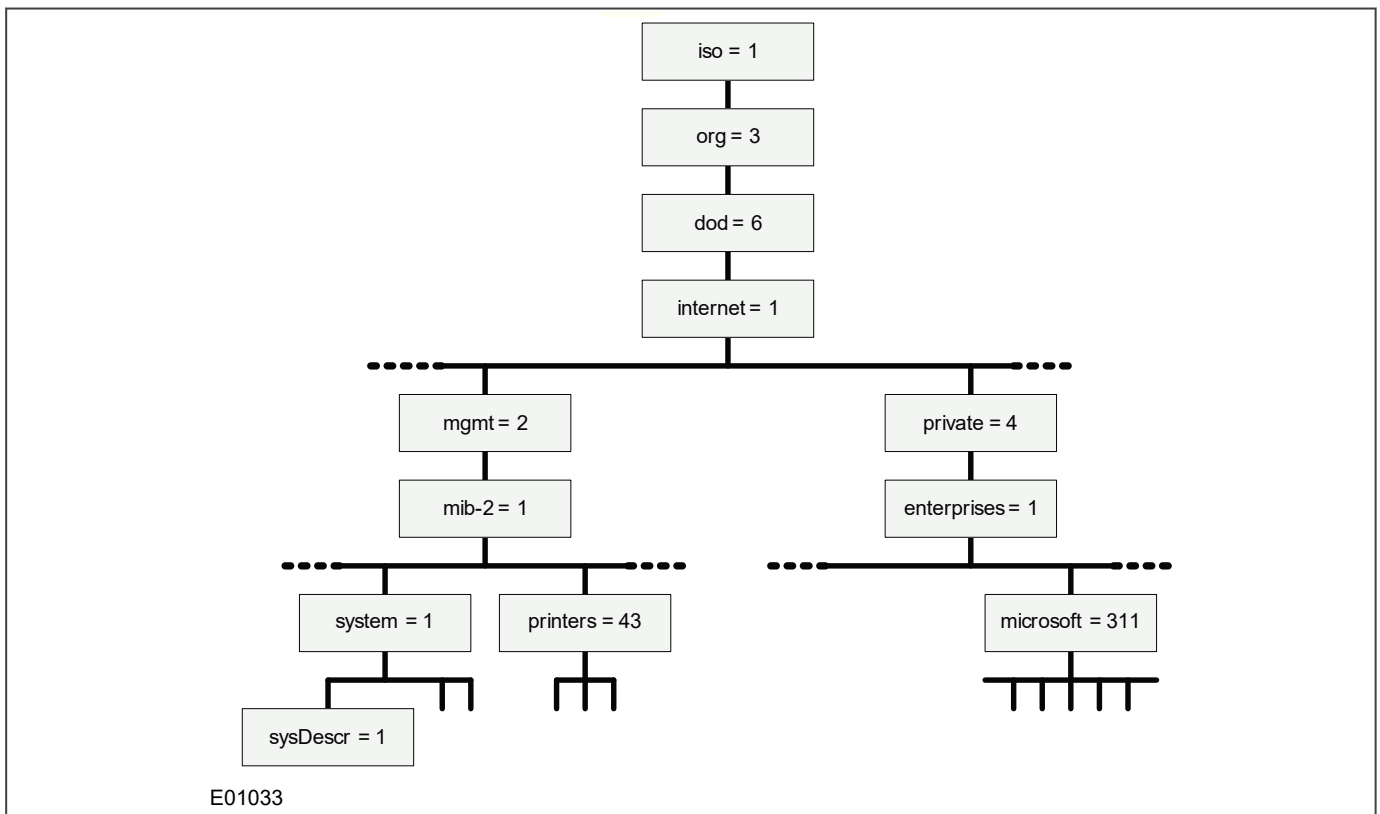 iso = 1
org = 3
dod = 6
internet = 1
mgmt = 2
private = 4
mib-2 = 1
enterprises = 1
system = 1
printers = 43
microsoft = 311
sysDescr = 1
E01033